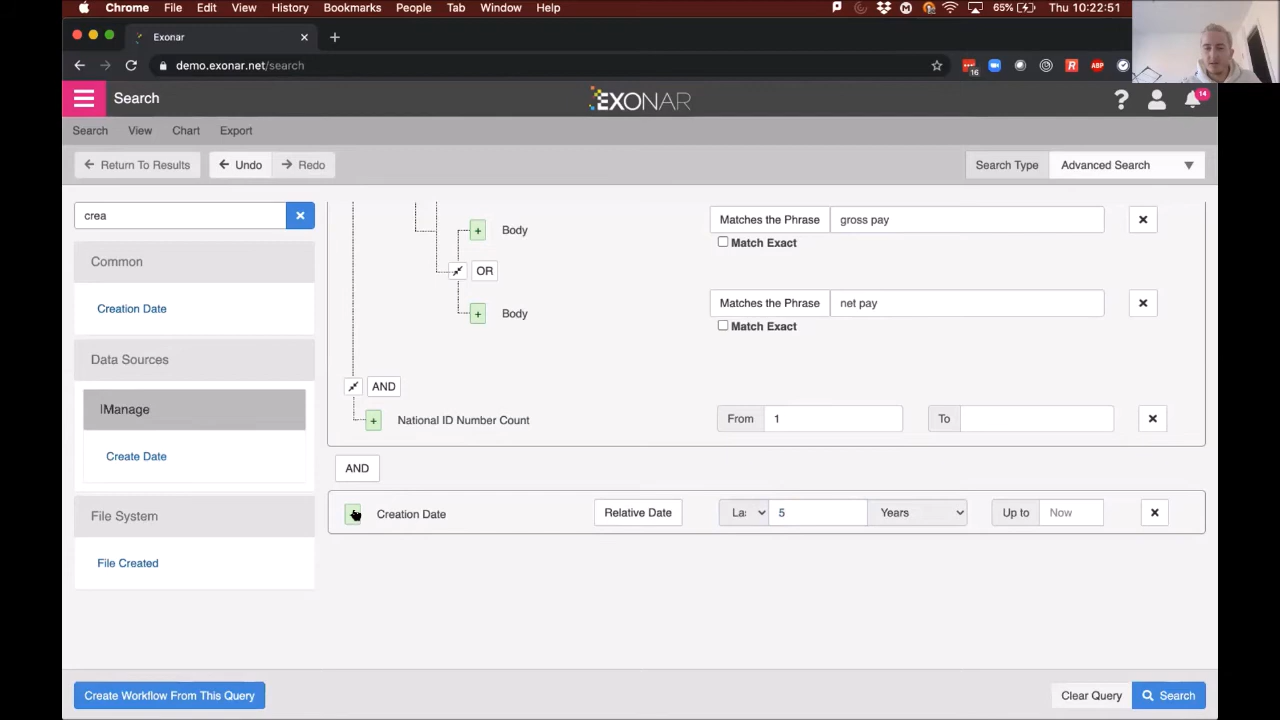 Chrome File Edit View History Bookmarks People Tab Window Help 65% Thu 10:22:51
Exonar
demo.exonar.net/search 16 R ABP
Search EXONAR ? 14
Search View Chart Export
Return To Results Undo Redo Search Type Advanced Search
crea
Common
Creation Date
Data Sources
IManage
Create Date
File System
File Created
Body Matches the Phrase gross pay
Match Exact
OR
Body Matches the Phrase net pay
Match Exact
AND
National ID Number Count From 1 To
AND
Creation Date Relative Date La: 5 Years Up to Now
Create Workflow From This Query Clear Query Search